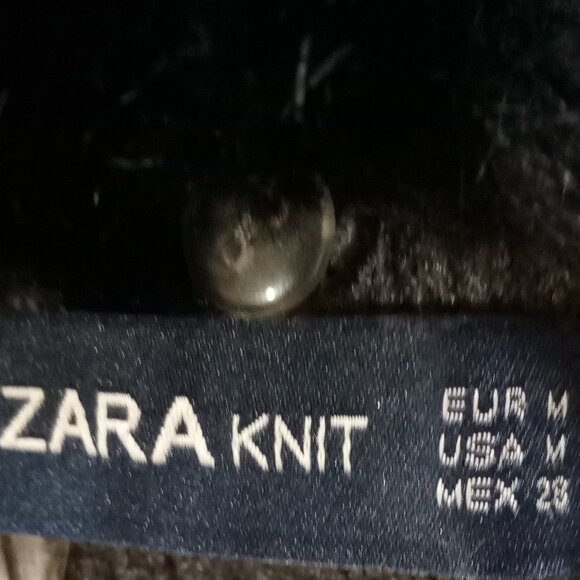 ZARA KNIT
EUR M
USA M
MEX 28